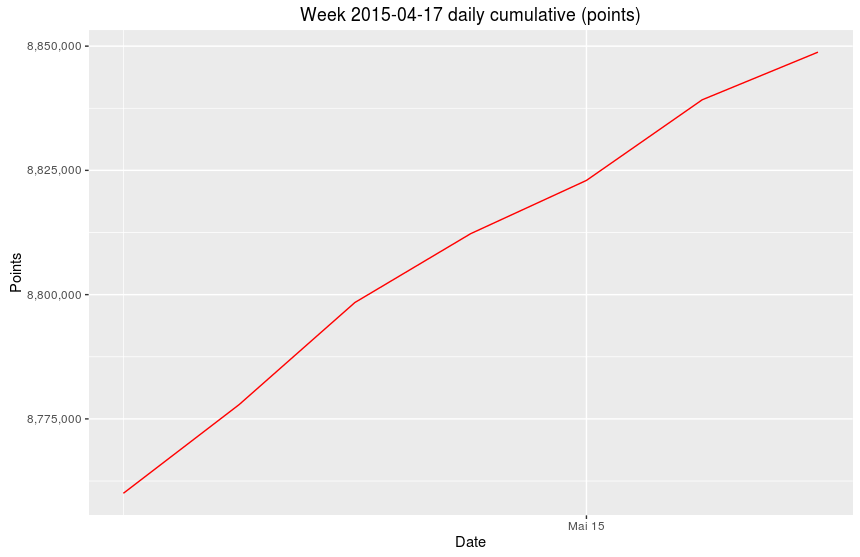 Week 2015-04-17 daily cumulative (points)
8,850,000
8,825,000
8,800,000
8,775,000
Points
Mai 15
Date